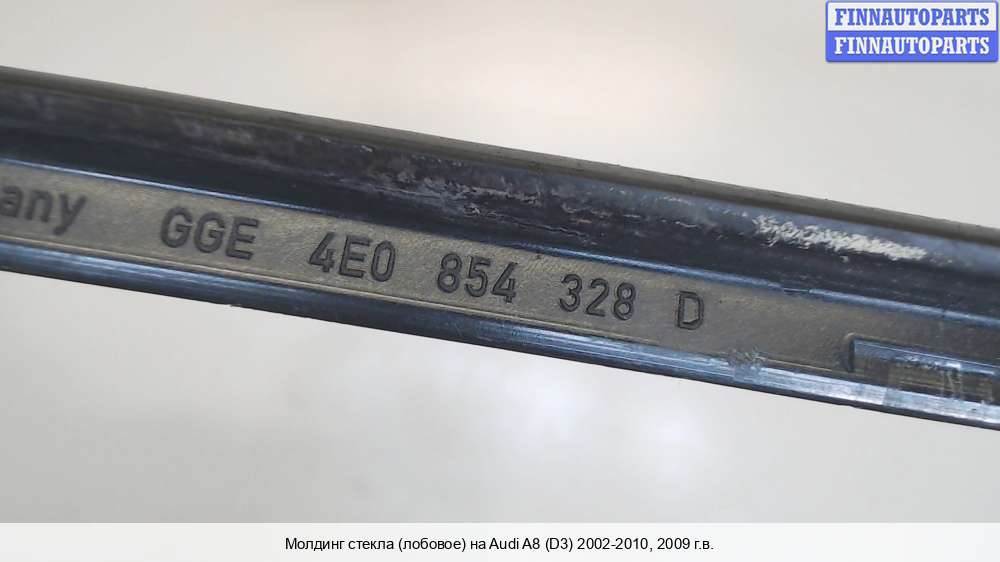 FINNAUTOPARTS
FINNAUTOPARTS
any GGE 4E0 854 328 D
Молдинг стекла (лобовое) на Audi A8 (D3) 2002-2010, 2009 г.в.